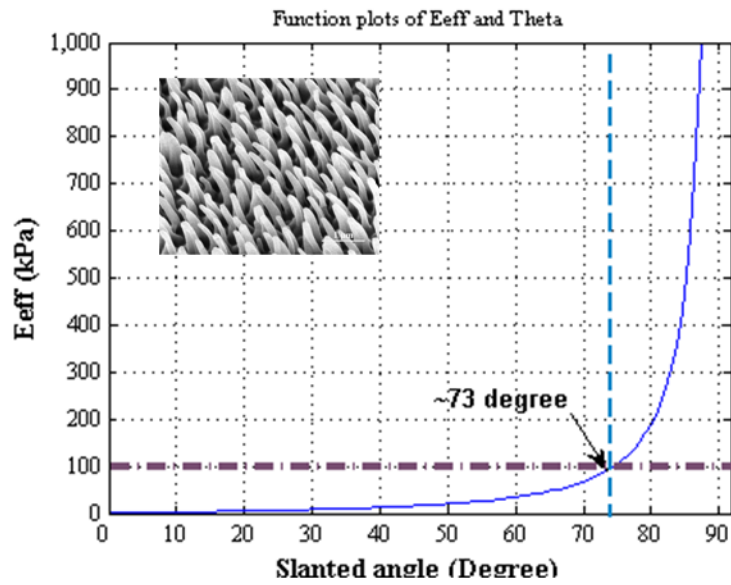 Function plots of Eeff and Theta
1,000
900
800
700
600
500
400
300
200
100
0
Eeff (kPa)
~73 degree
0 10 20 30 40 50 60 70 80 90
Slanted angle (Degree)